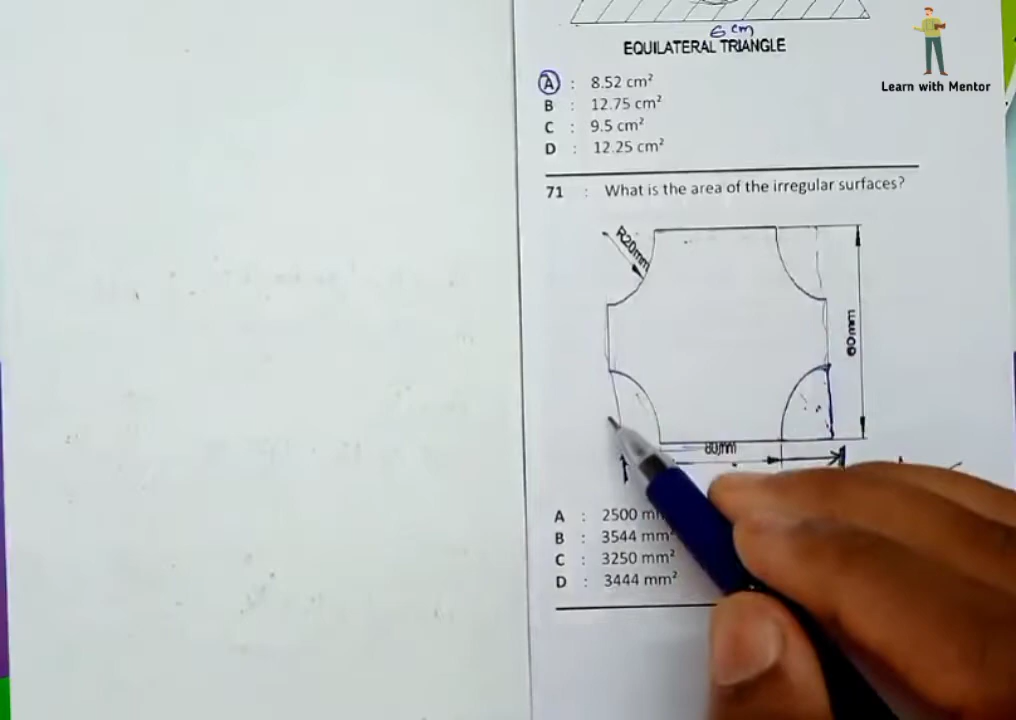 6 cm
EQUILATERAL TRIANGLE
Learn with Mentor
A : 8.52 cm²
B : 12.75 cm²
C : 9.5 cm²
D : 12.25 cm²
71 : What is the area of the irregular surfaces?
R20mm
60mm
80mm
A : 2500
B : 3544 mm²
C : 3250 mm²
D : 3444 mm²